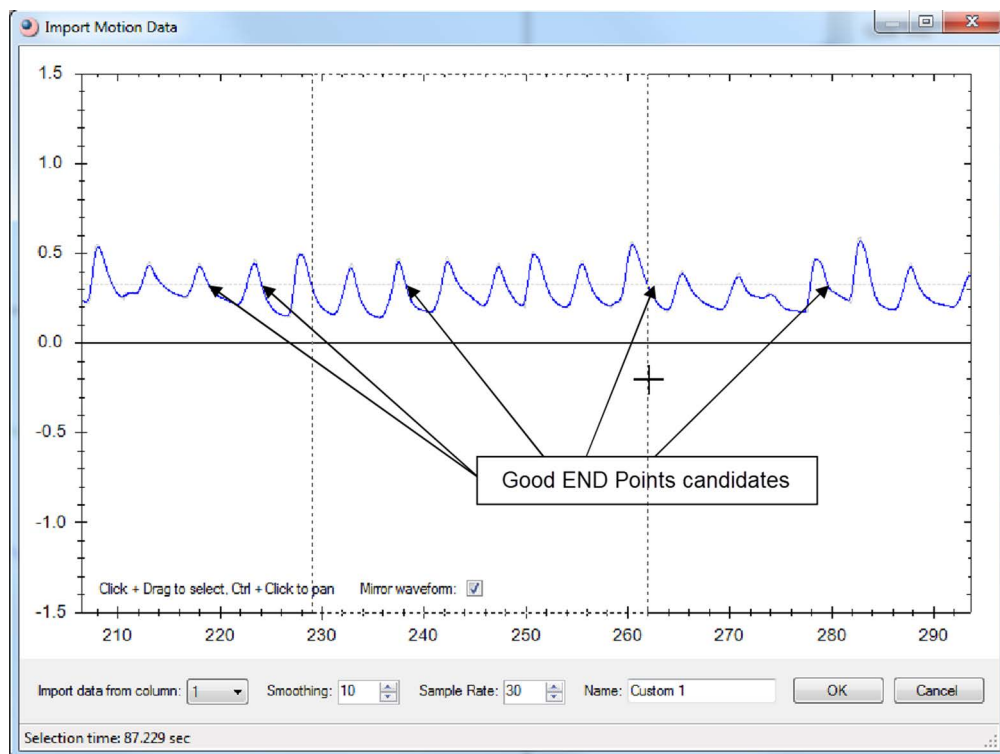 Import Motion Data
1.5
1.0
0.5
0.0
-0.5
-1.0
-1.5
Good END Points candidates
Click + Drag to select, Ctrl + Click to pan Mirror waveform:
210 220 230 240 250 260 270 280 290
Import data from column: 1 Smoothing: 10 Sample Rate: 30 Name: Custom 1 OK Cancel
Selection time: 87.229 sec